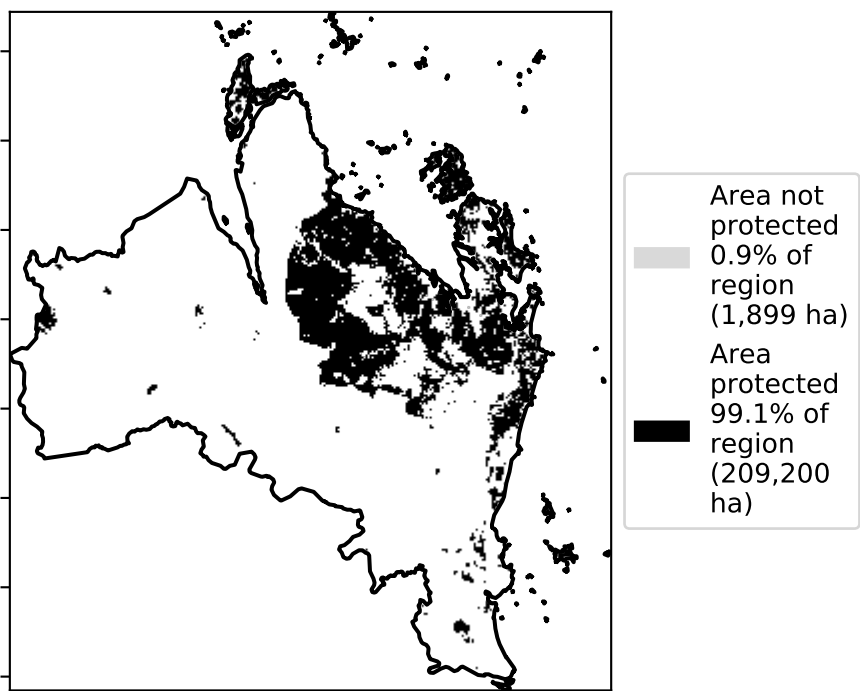 Area not
protected
0.9% of
region
(1,899 ha)
Area
protected
99.1% of
region
(209,200
ha)